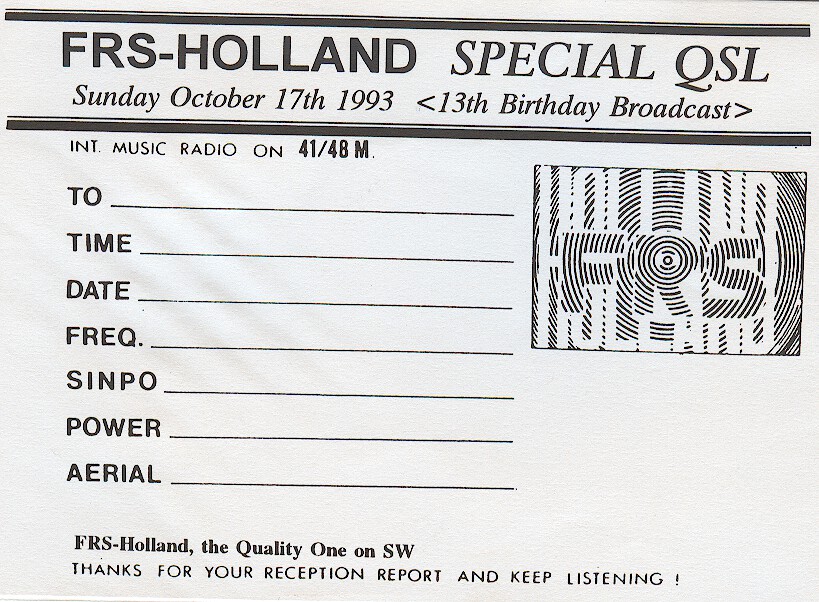 FRS-HOLLAND SPECIAL QSL
Sunday October 17th 1993 <13th Birthday Broadcast>
INT. MUSIC RADIO ON 41/48 M.
TO
TIME
DATE
FREQ.
SINPO
POWER
AERIAL
FRS
FRS-Holland, the Quality One on SW
THANKS FOR YOUR RECEPTION REPORT AND KEEP LISTENING !